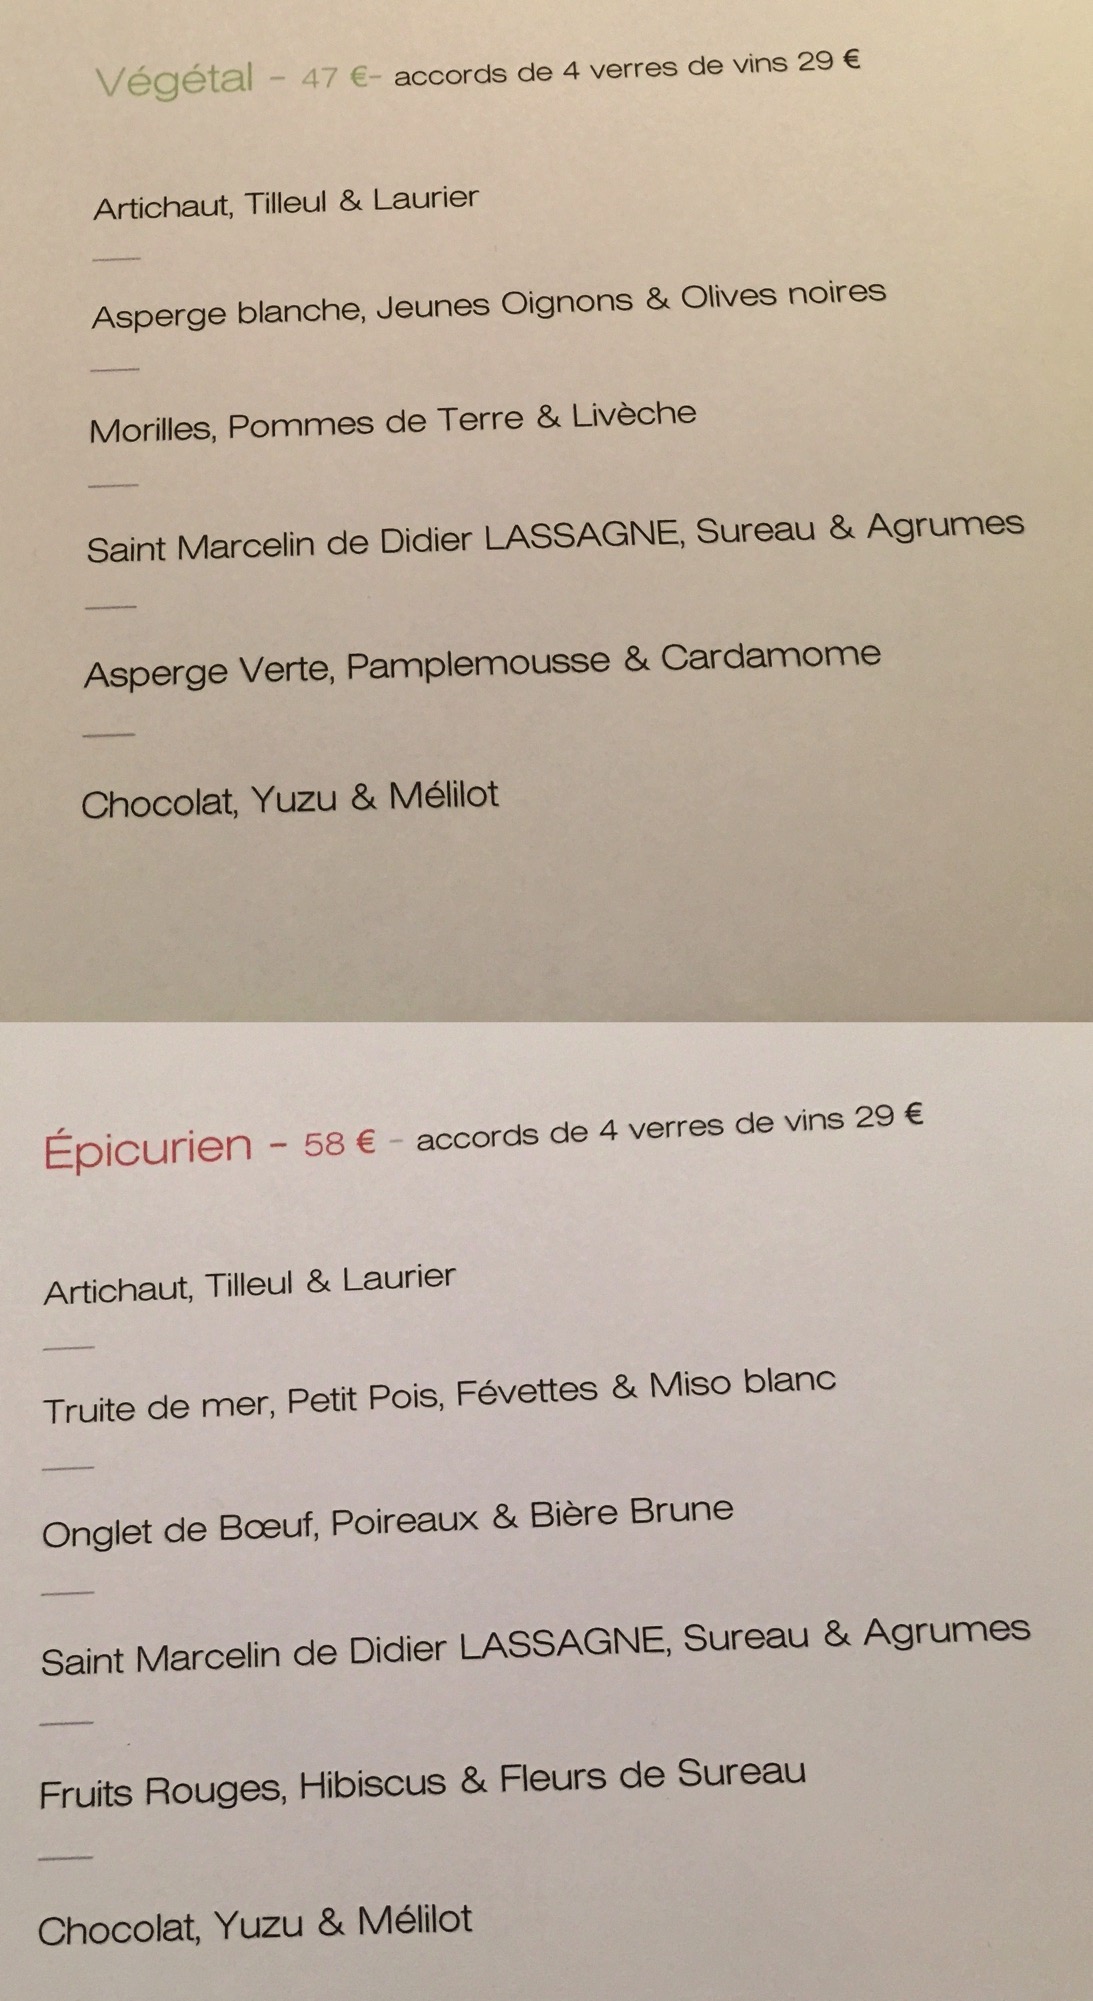 Végétal - 47 €- accords de 4 verres de vins 29 €
Artichaut, Tilleul & Laurier
Asperge blanche, Jeunes Oignons & Olives noires
Morilles, Pommes de Terre & Livèche
Saint Marcelin de Didier LASSAGNE, Sureau & Agrumes
Asperge Verte, Pamplemousse & Cardamome
Chocolat, Yuzu & Mélilot
Épicurien - 58 € - accords de 4 verres de vins 29 €
Artichaut, Tilleul & Laurier
Truite de mer, Petit Pois, Févettes & Miso blanc
Onglet de Bœuf, Poireaux & Bière Brune
Saint Marcelin de Didier LASSAGNE, Sureau & Agrumes
Fruits Rouges, Hibiscus & Fleurs de Sureau
Chocolat, Yuzu & Mélilot